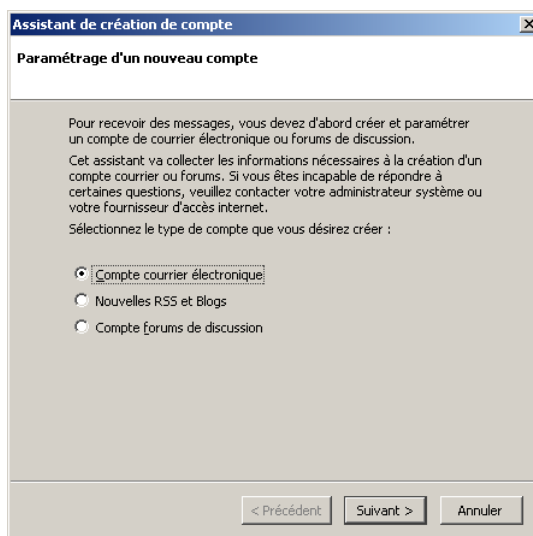 Assistant de création de compte
Paramétrage d'un nouveau compte
Pour recevoir des messages, vous devez d'abord créer et paramétrer
un compte de courrier électronique ou forums de discussion.
Cet assistant va collecter les informations nécessaires à la création d'un
compte courrier ou forums. Si vous êtes incapable de répondre à
certaines questions, veuillez contacter votre administrateur système ou
votre fournisseur d'accès internet.
Sélectionnez le type de compte que vous désirez créer :
Compte courrier électronique
Nouvelles RSS et Blogs
Compte forums de discussion
< Précédent Suivant > Annuler